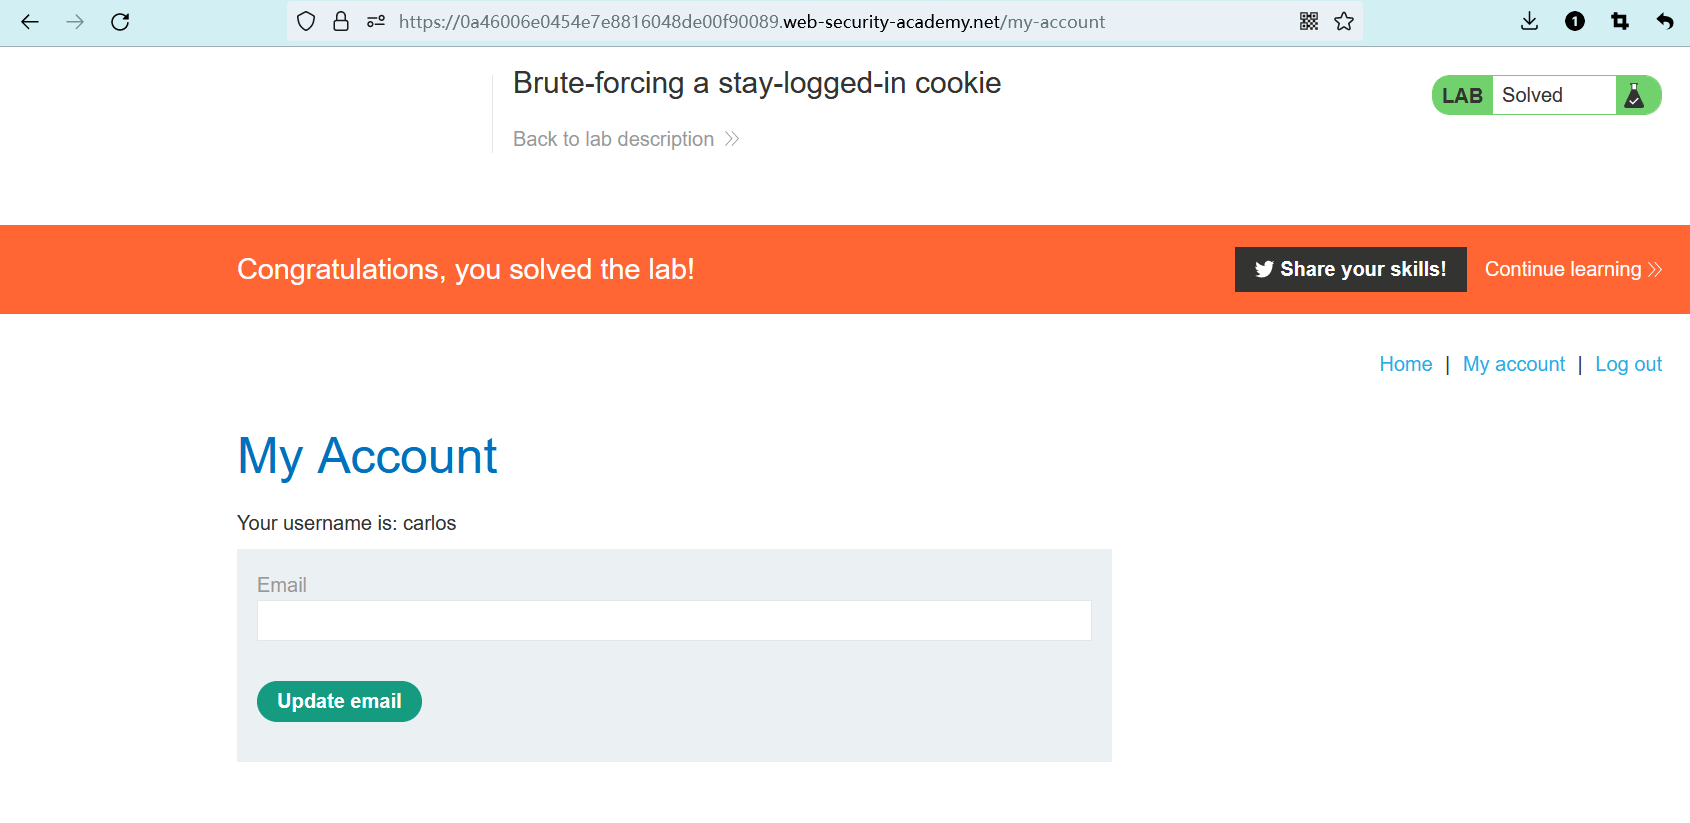 https://0a46006e0454e7e8816048de00f90089.web-security-academy.net/my-account
1
Brute-forcing a stay-logged-in cookie
Back to lab description
LAB Solved
Congratulations, you solved the lab!
Share your skills!
Continue learning
Home | My account | Log out
My Account
Your username is: carlos
Email
Update email